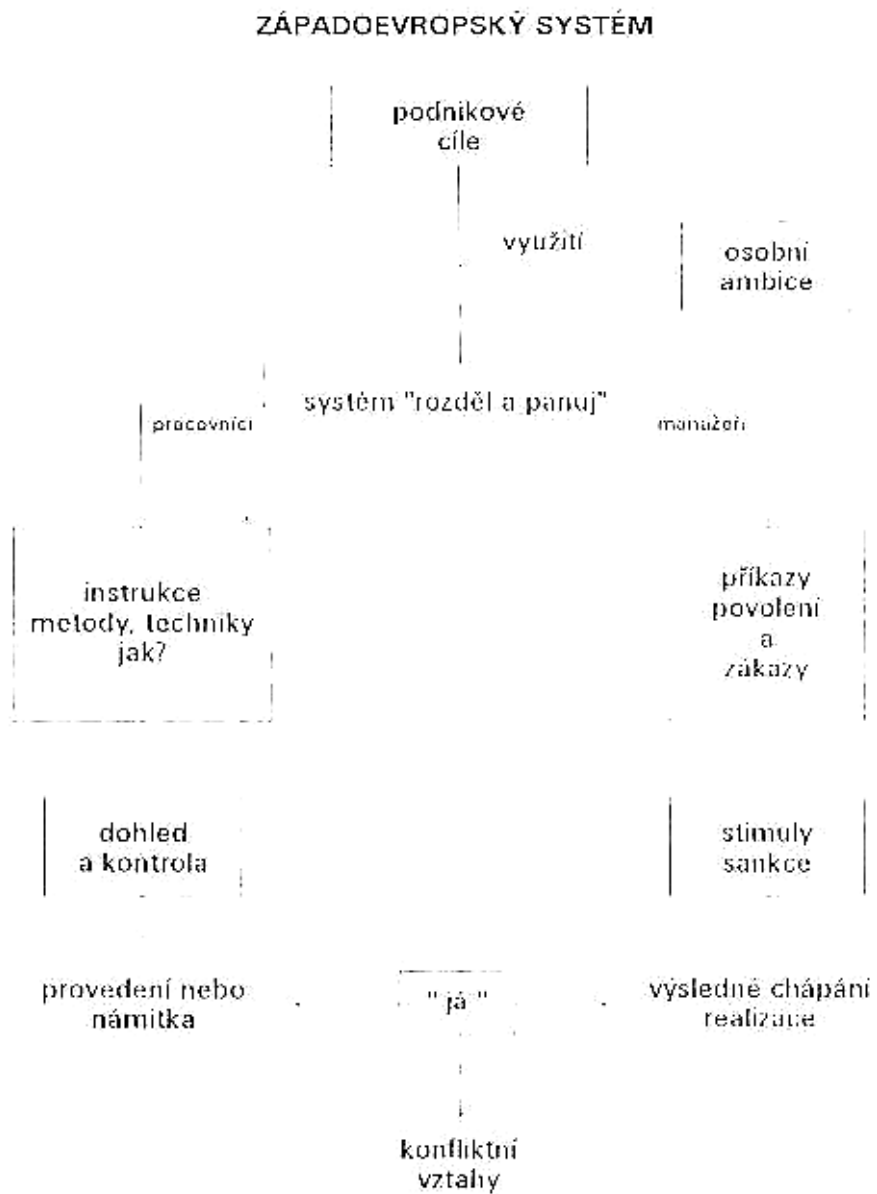 ZÁPADOEVROPSKÝ SYSTÉM
podnikové
cíle
využití
osobní
ambice
systém "rozděl a panuj"
pracovníci
manažeři
instrukce
metody, techniky
jak?
příkazy
povolení
a
zákazy
dohled
a kontrola
stimuly
sankce
provedení nebo
námitka
"já"
výsledné chápání
realizace
konfliktní
vztahy